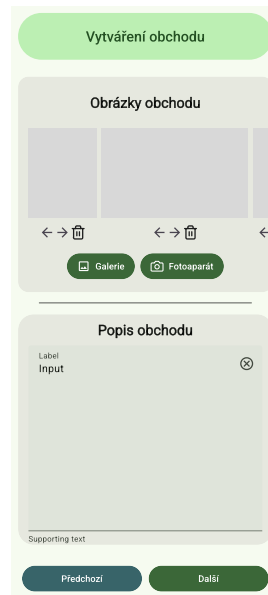 Vytváření obchodu
Obrázky obchodu
Galerie
Fotoaparát
Popis obchodu
Label
Input
Supporting text
Předchozí
Další